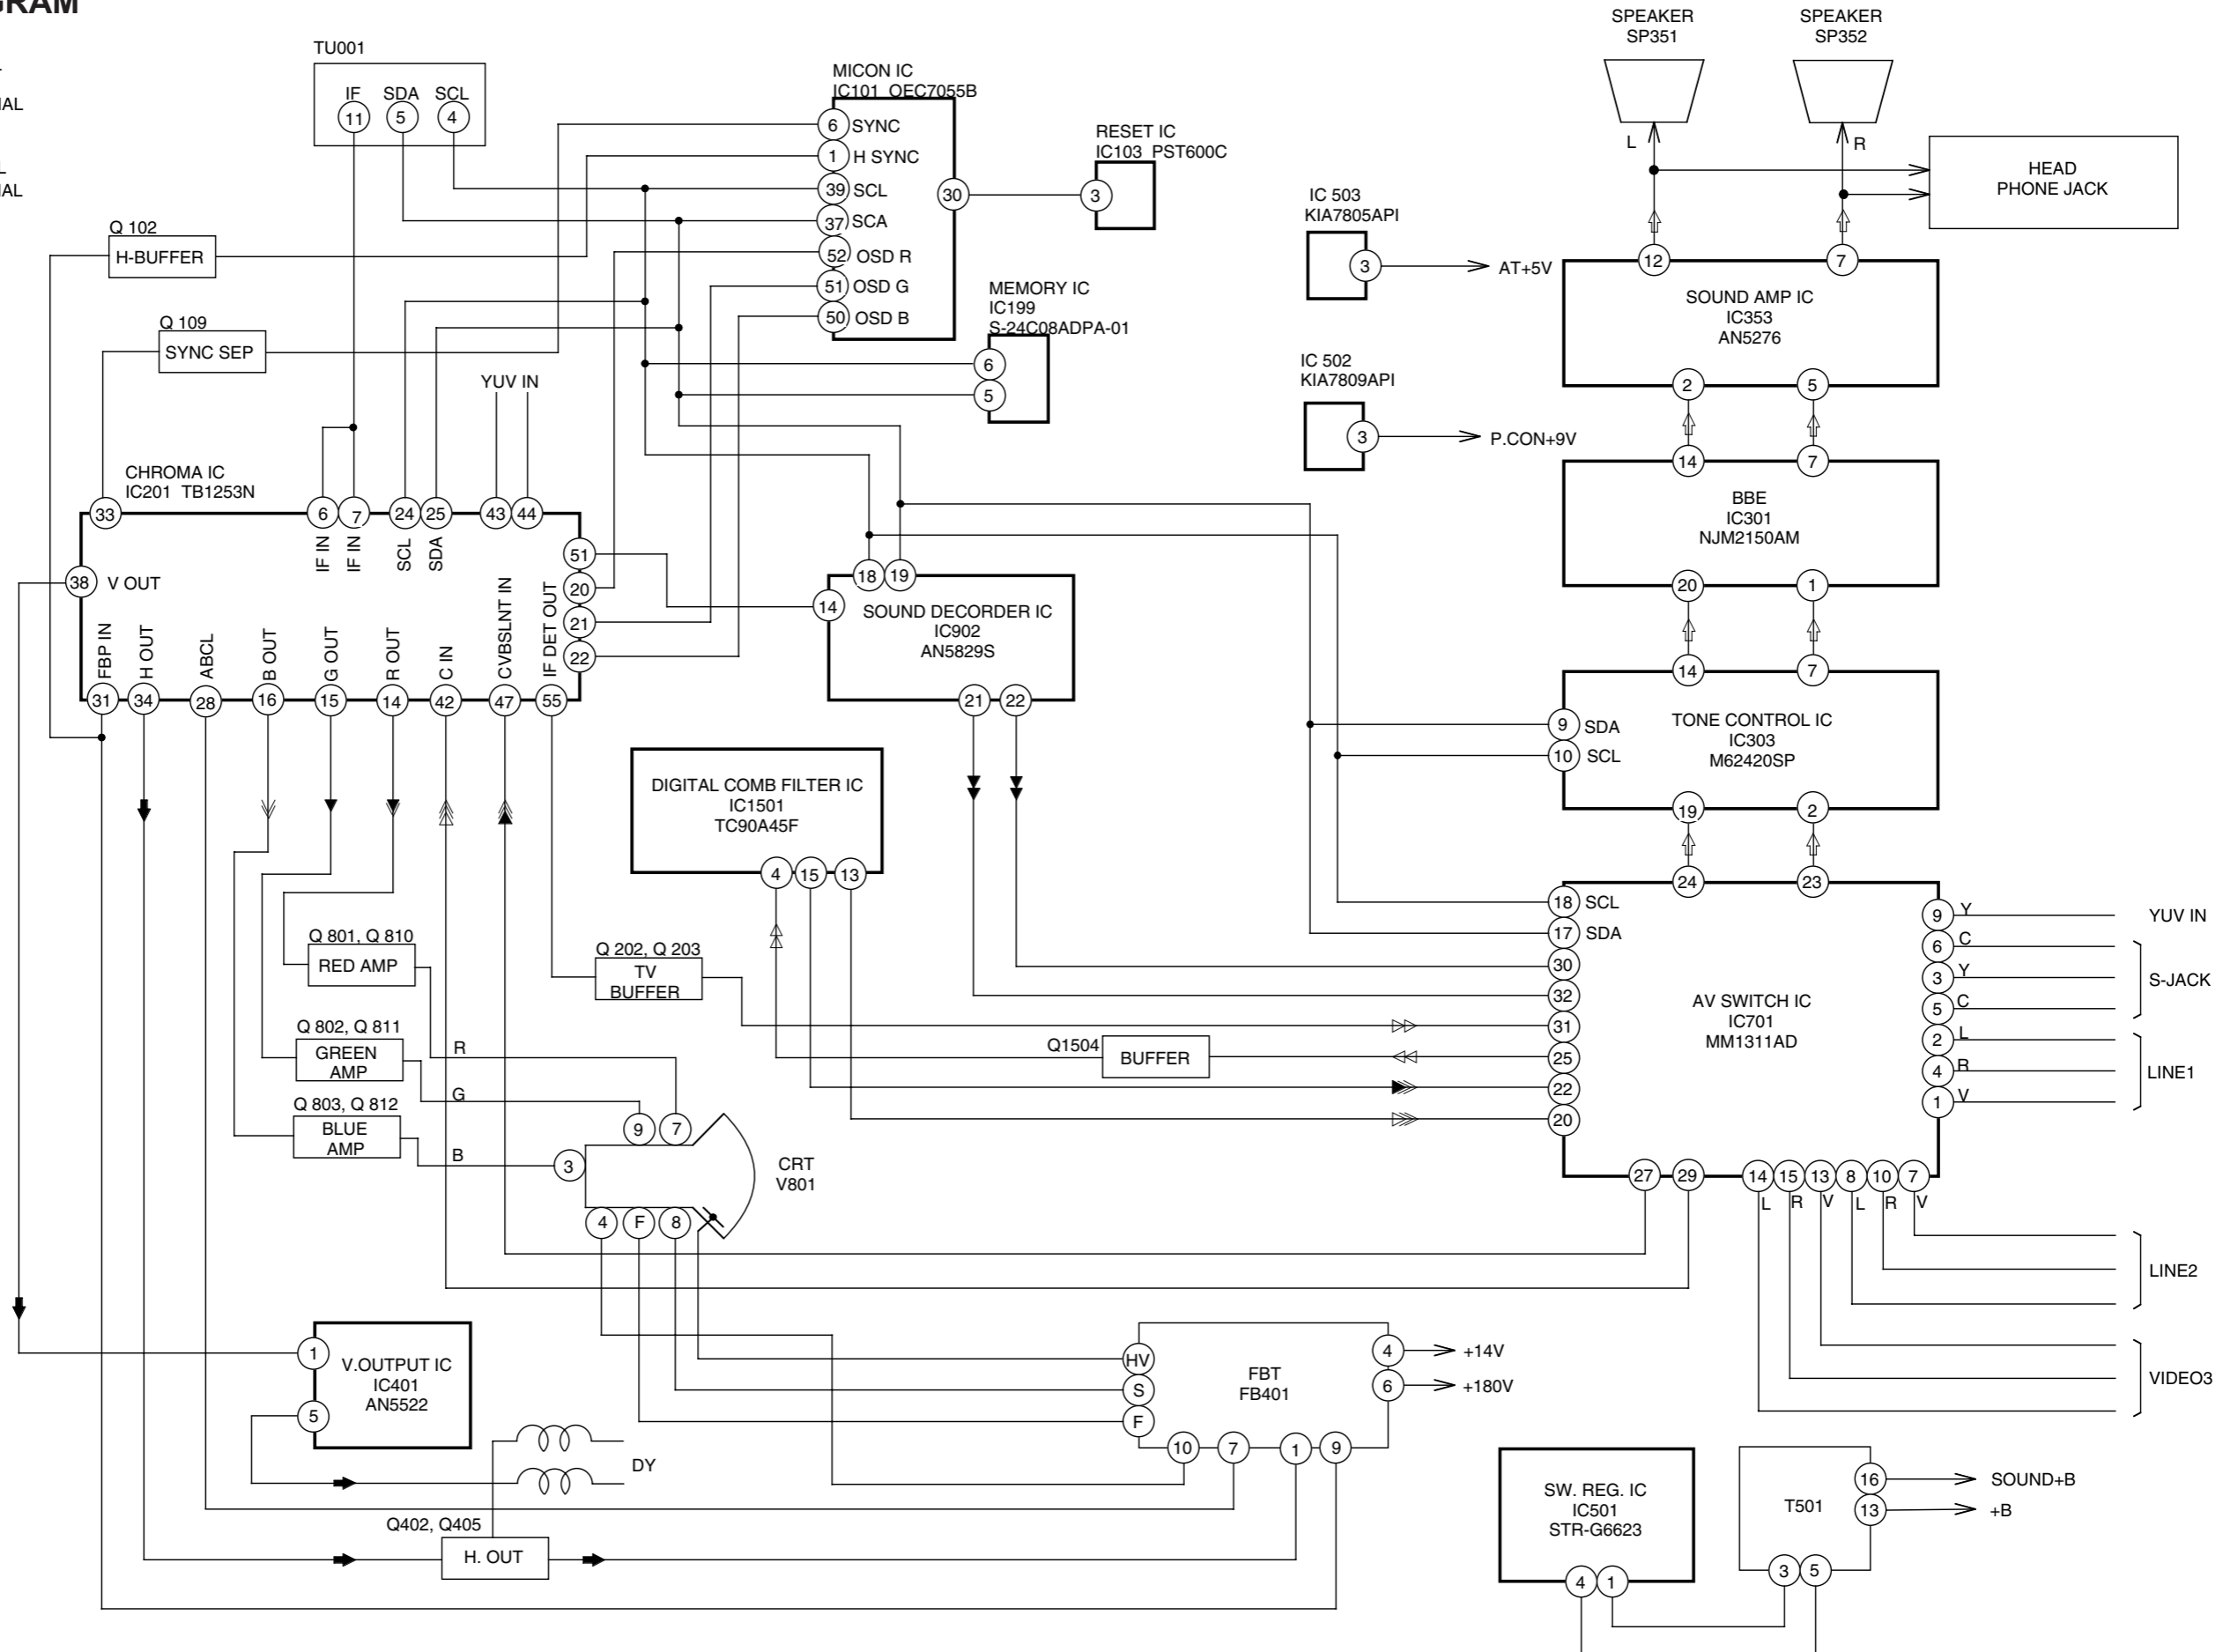 TU001
IF SDA SCL
11 5 4
MICON IC
IC101 OEC7055B
6 SYNC
1 H SYNC
39 SCL
37 SCA
52 OSD R
51 OSD G
50 OSD B
30
RESET IC
IC103 PST600C
3
MEMORY IC
IC199
S-24C08ADPA-01
6
5
Q 102
H-BUFFER
Q 109
SYNC SEP
YUV IN
CHROMA IC
IC201 TB1253N
33 6 7 24 25 43 44
IF IN
IF IN
SCL
SDA
38 V OUT
51
20
21
22
FBP IN
H OUT
ABCL
B OUT
G OUT
R OUT
C IN
CVBSLNT IN
IF DET OUT
31 34 28 16 15 14 42 47 55
18 19
14
SOUND DECORDER IC
IC902
AN5829S
21 22
DIGITAL COMB FILTER IC
IC1501
TC90A45F
4 15 13
Q 801, Q 810
RED AMP
Q 802, Q 811
GREEN
AMP
Q 803, Q 812
BLUE
AMP
R
G
B
Q 202, Q 203
TV
BUFFER
Q1504
BUFFER
9 7
3
CRT
V801
4 F 8
1
5
V.OUTPUT IC
IC401
AN5522
DY
Q402, Q405
H. OUT
HV
S
F
FBT
FB401
4 +14V
6 +180V
10 7 1 9
IC 503
KIA7805API
3 AT+5V
IC 502
KIA7809API
3 P.CON+9V
SPEAKER
SP351
SPEAKER
SP352
L
R
HEAD
PHONE JACK
12 7
SOUND AMP IC
IC353
AN5276
2 5
14 7
BBE
IC301
NJM2150AM
20 1
14 7
9 SDA
10 SCL
TONE CONTROL IC
IC303
M62420SP
19 2
24 23
18 SCL
17 SDA
30
32
31
25
22
20
AV SWITCH IC
IC701
MM1311AD
9 Y YUV IN
6 C
3 Y S-JACK
5 C
2 L
4 R LINE1
1 V
27 29 14 15 13 8 10 7
L R V L R V
LINE2
VIDEO3
SW. REG. IC
IC501
STR-G6623
4 1
T501
16 SOUND+B
13 +B
3 5